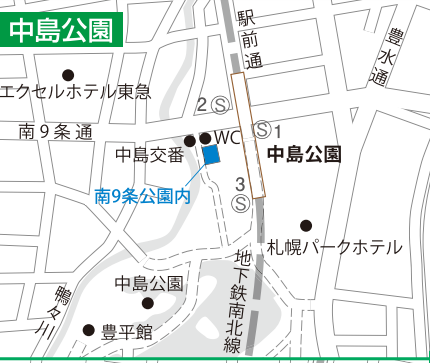 中島公園
駅前通
豊水通
エクセルホテル東急
2 Ⓢ
Ⓢ 1
南9条通
WC
中島交番
中島公園
南9条公園内
3
Ⓢ
札幌パークホテル
地下鉄南北線
中島公園
鴨々川
豊平館